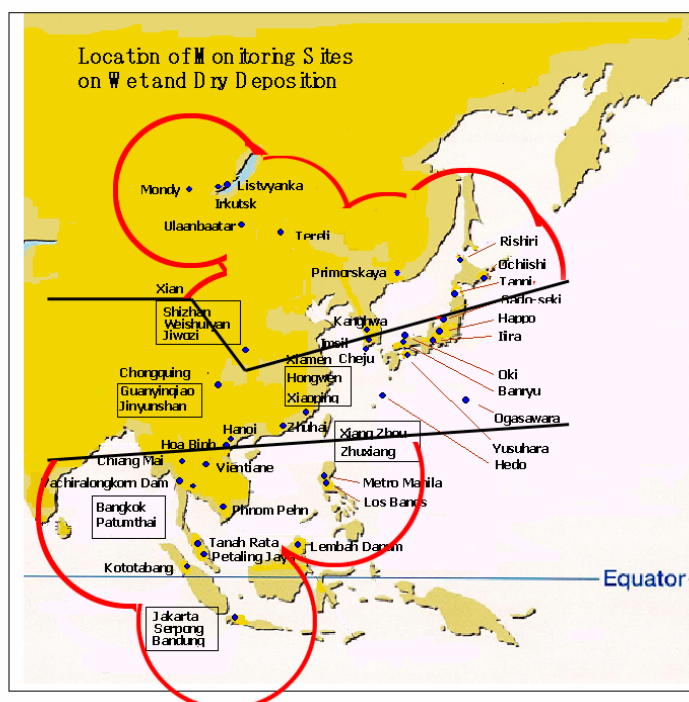 Location of Monitoring Sites
on Wet and Dry Deposition
Mondy
Listvyanka
Irkutsk
Ulaanbaatar
Terelj
Rishiri
Ochiishi
Primorskaya
Tappi
Xian
Sado-seki
Shizhan
Weishuiyan
Jiwozi
Kanghwa
Happo
Imsil
Iira
Xiamen
Cheju
Chongquing
Hongwen
Xiaoping
Oki
Banryu
Guanyinqiao
Jinyunshan
Ogasawara
Zhuhai
Hanoi
Xiang Zhou
Zhuxiang
Yusuhara
Hedo
Hoa Binh
Chiang Mai
Vientiane
Vachiralongkorn Dam
Metro Manila
Los Banos
Bangkok
Patumthai
Phnom Pehn
Tanah Rata
Petaling Jaya
Lembah Danum
Kototabang
Equator
Jakarta
Serpong
Bandung